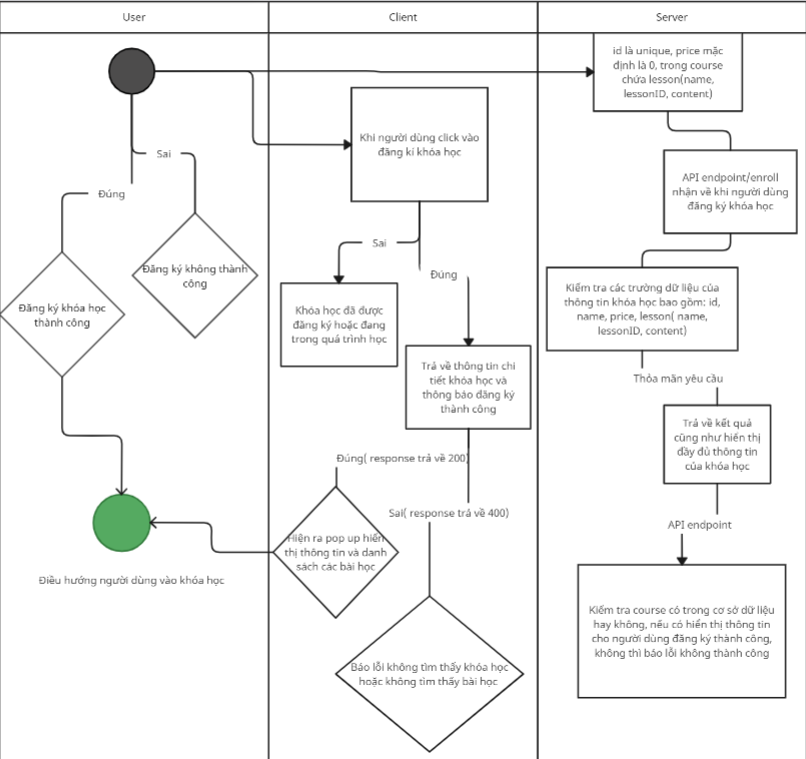 User
Client
Server
Sai
Đúng
Đăng ký không thành
công
Đăng ký khóa học
thành công
Điều hướng người dùng vào khóa học
Khi người dùng click vào
đăng kí khóa học
Sai
Đúng
Khóa học đã được
đăng ký hoặc đang
trong quá trình học
Trả về thông tin chi
tiết khóa học và
thông báo đăng ký
thành công
Đúng( response trả về 200)
Sai( response trả về 400)
Hiện ra pop up hiển
thị thông tin và danh
sách các bài học
Báo lỗi không tìm thấy khóa học
hoặc không tìm thấy bài học
id là unique, price mặc
định là 0, trong course
chứa lesson(name,
lessonID, content)
API endpoint/enroll
nhận về khi người dùng
đăng ký khóa học
Kiểm tra các trường dữ liệu của
thông tin khóa học bao gồm: id,
name, price, lesson( name,
lessonID, content)
Thỏa mãn yêu cầu
Trả về kết quả
cũng như hiển thị
đầy đủ thông tin
của khóa học
API endpoint
Kiểm tra course có trong cơ sở dữ liệu
hay không, nếu có hiển thị thông tin
cho người dùng đăng ký thành công,
không thì báo lỗi không thành công